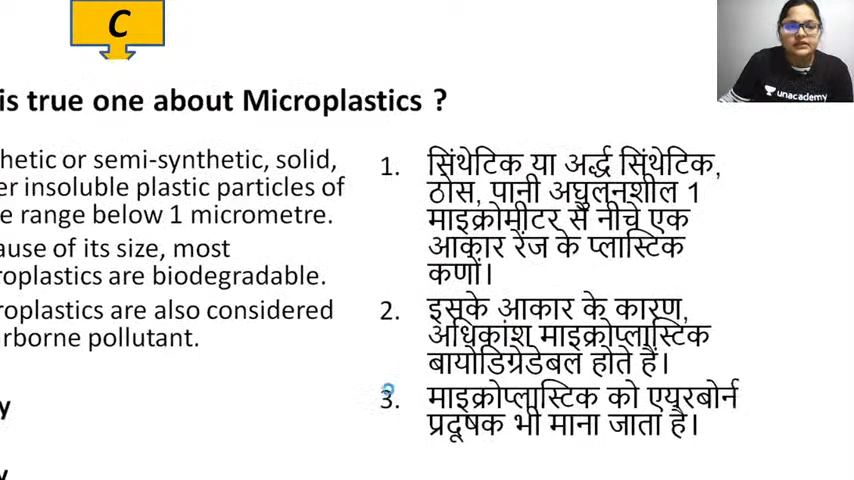 C
is true one about Microplastics ?
hetic or semi-synthetic, solid,
er insoluble plastic particles of
e range below 1 micrometre.
ause of its size, most
roplastics are biodegradable.
roplastics are also considered
rborne pollutant.
y
y
1. सिंथेटिक या अर्द्ध सिंथेटिक,
ठोस, पानी अघुलनशील 1
माइक्रोमीटर से नीचे एक
आकार रेंज के प्लास्टिक
कणों।
2. इसके आकार के कारण,
अधिकांश माइक्रोप्लास्टिक
बायोडिग्रेडेबल होते हैं।
3. माइक्रोप्लास्टिक को एयरबोर्न
प्रदूषक भी माना जाता है।
unacademy